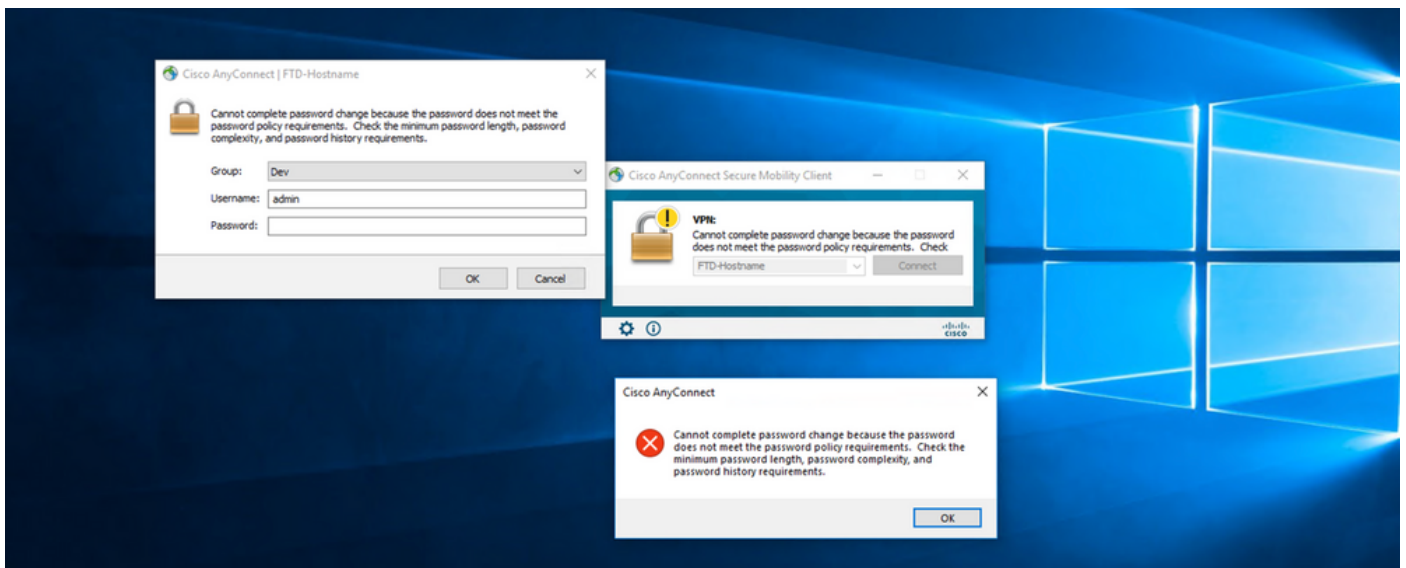 Cisco AnyConnect | FTD-Hostname
Cannot complete password change because the password does not meet the
password policy requirements. Check the minimum password length, password
complexity, and password history requirements.
Group: Dev
Username: admin
Password:
OK Cancel
Cisco AnyConnect Secure Mobility Client
VPN:
Cannot complete password change because the password
does not meet the password policy requirements. Check
FTD-Hostname Connect
CISCO
Cisco AnyConnect
Cannot complete password change because the password
does not meet the password policy requirements. Check the
minimum password length, password complexity, and
password history requirements.
OK